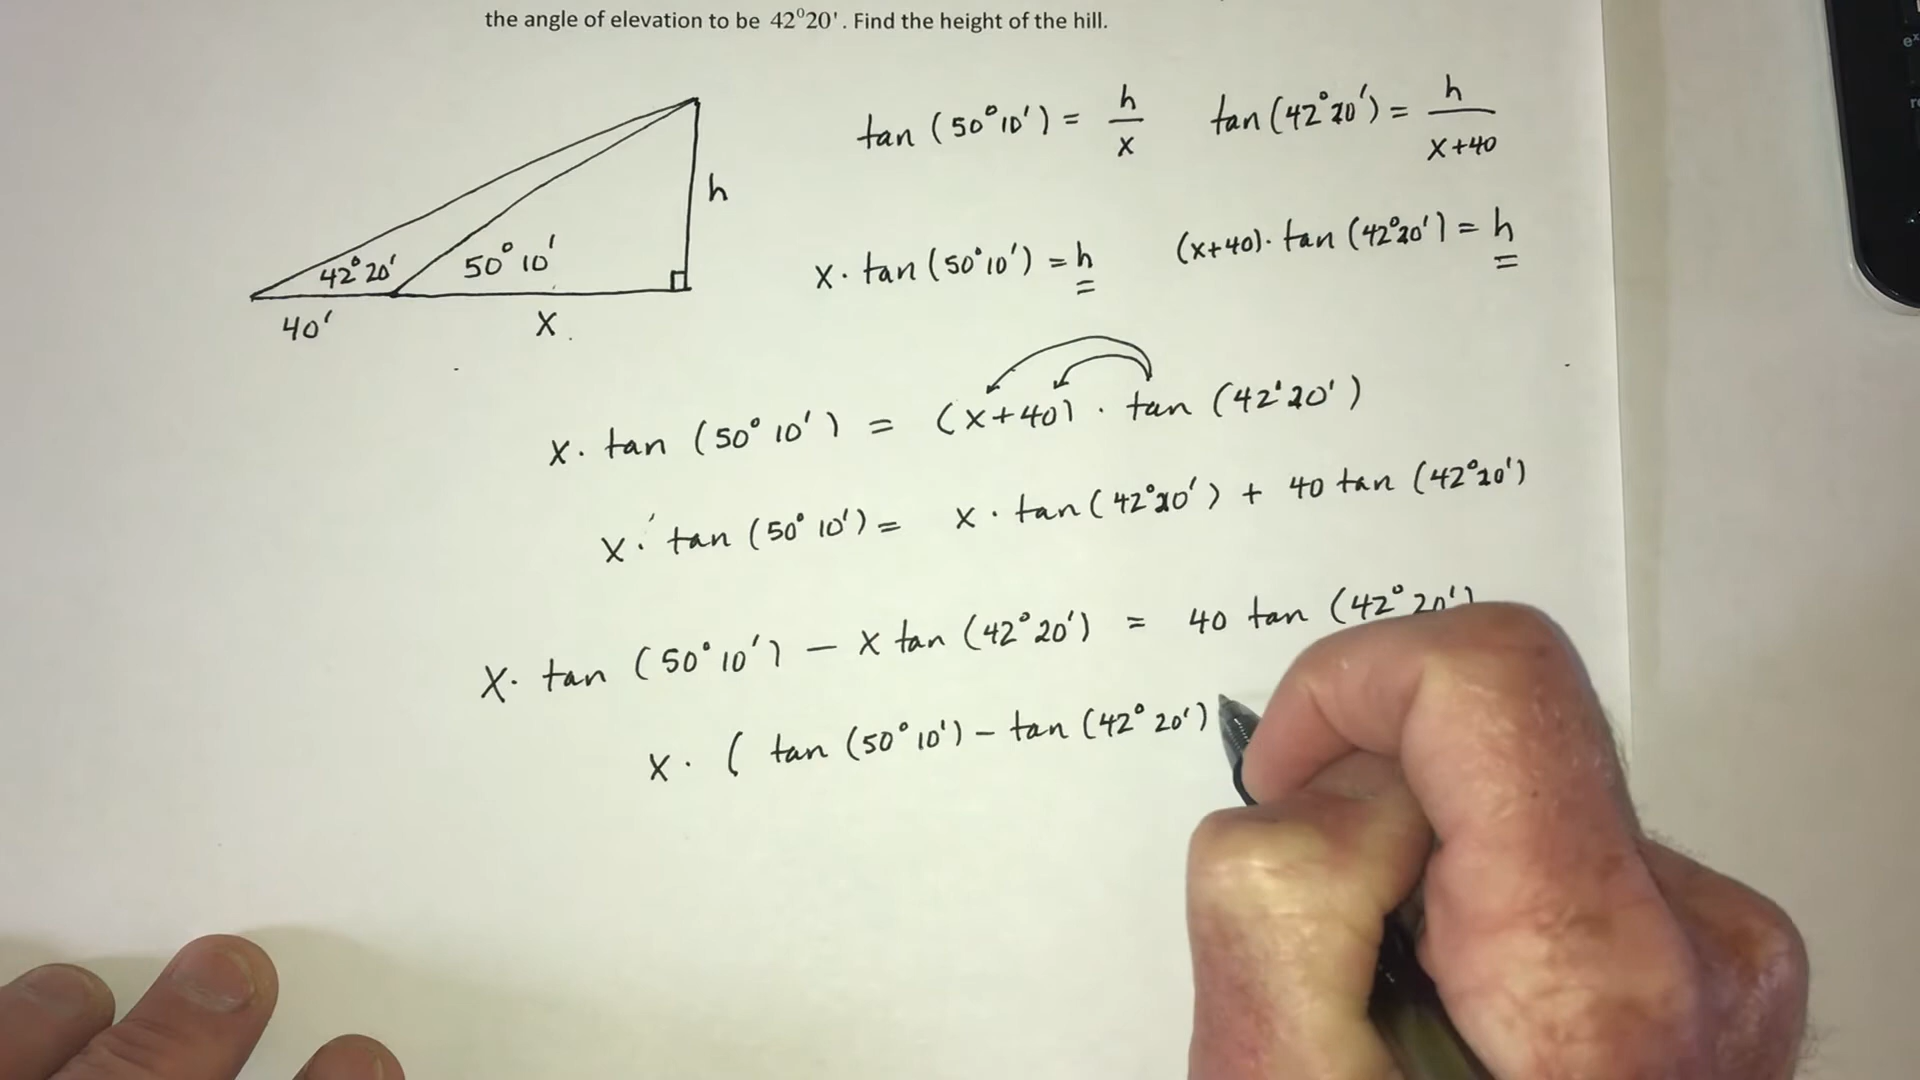 the angle of elevation to be 42⁰20'. Find the height of the hill.
tan (50°10') = h/x
tan (42°20') = h/x+40
h
42°20'
50°10'
40'
x
x · tan (50°10') = h
(x+40) · tan (42°20') = h
x · tan (50°10') = (x+40) · tan (42'20')
x · tan (50°10') = x · tan (42°20') + 40 tan (42°20')
x · tan (50°10') – x tan (42°20') = 40 tan (42°20')
x · ( tan (50°10') – tan (42°20')